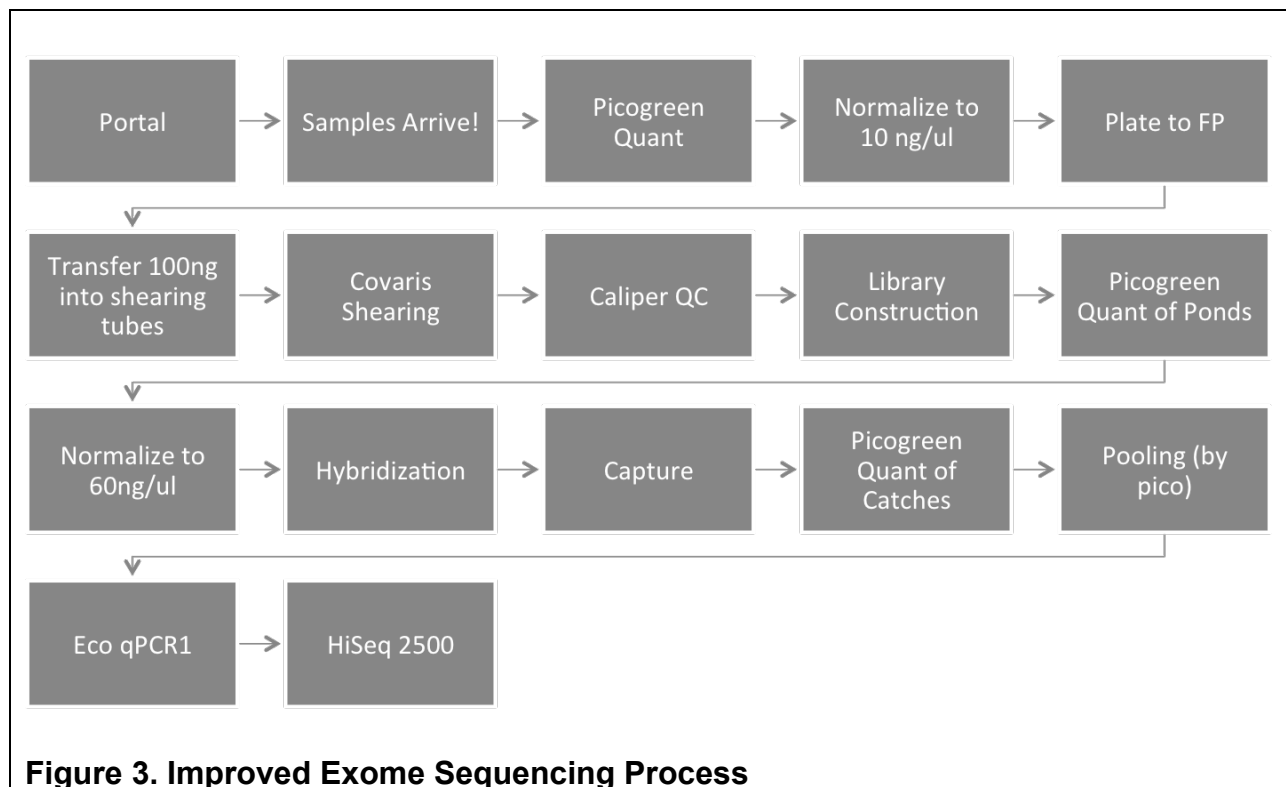 Portal
Samples Arrive!
Picogreen
Quant
Normalize to
10 ng/ul
Plate to FP
Transfer 100ng
into shearing
tubes
Covaris
Shearing
Caliper QC
Library
Construction
Picogreen
Quant of Ponds
Normalize to
60ng/ul
Hybridization
Capture
Picogreen
Quant of
Catches
Pooling (by
pico)
Eco qPCR1
HiSeq 2500
Figure 3. Improved Exome Sequencing Process